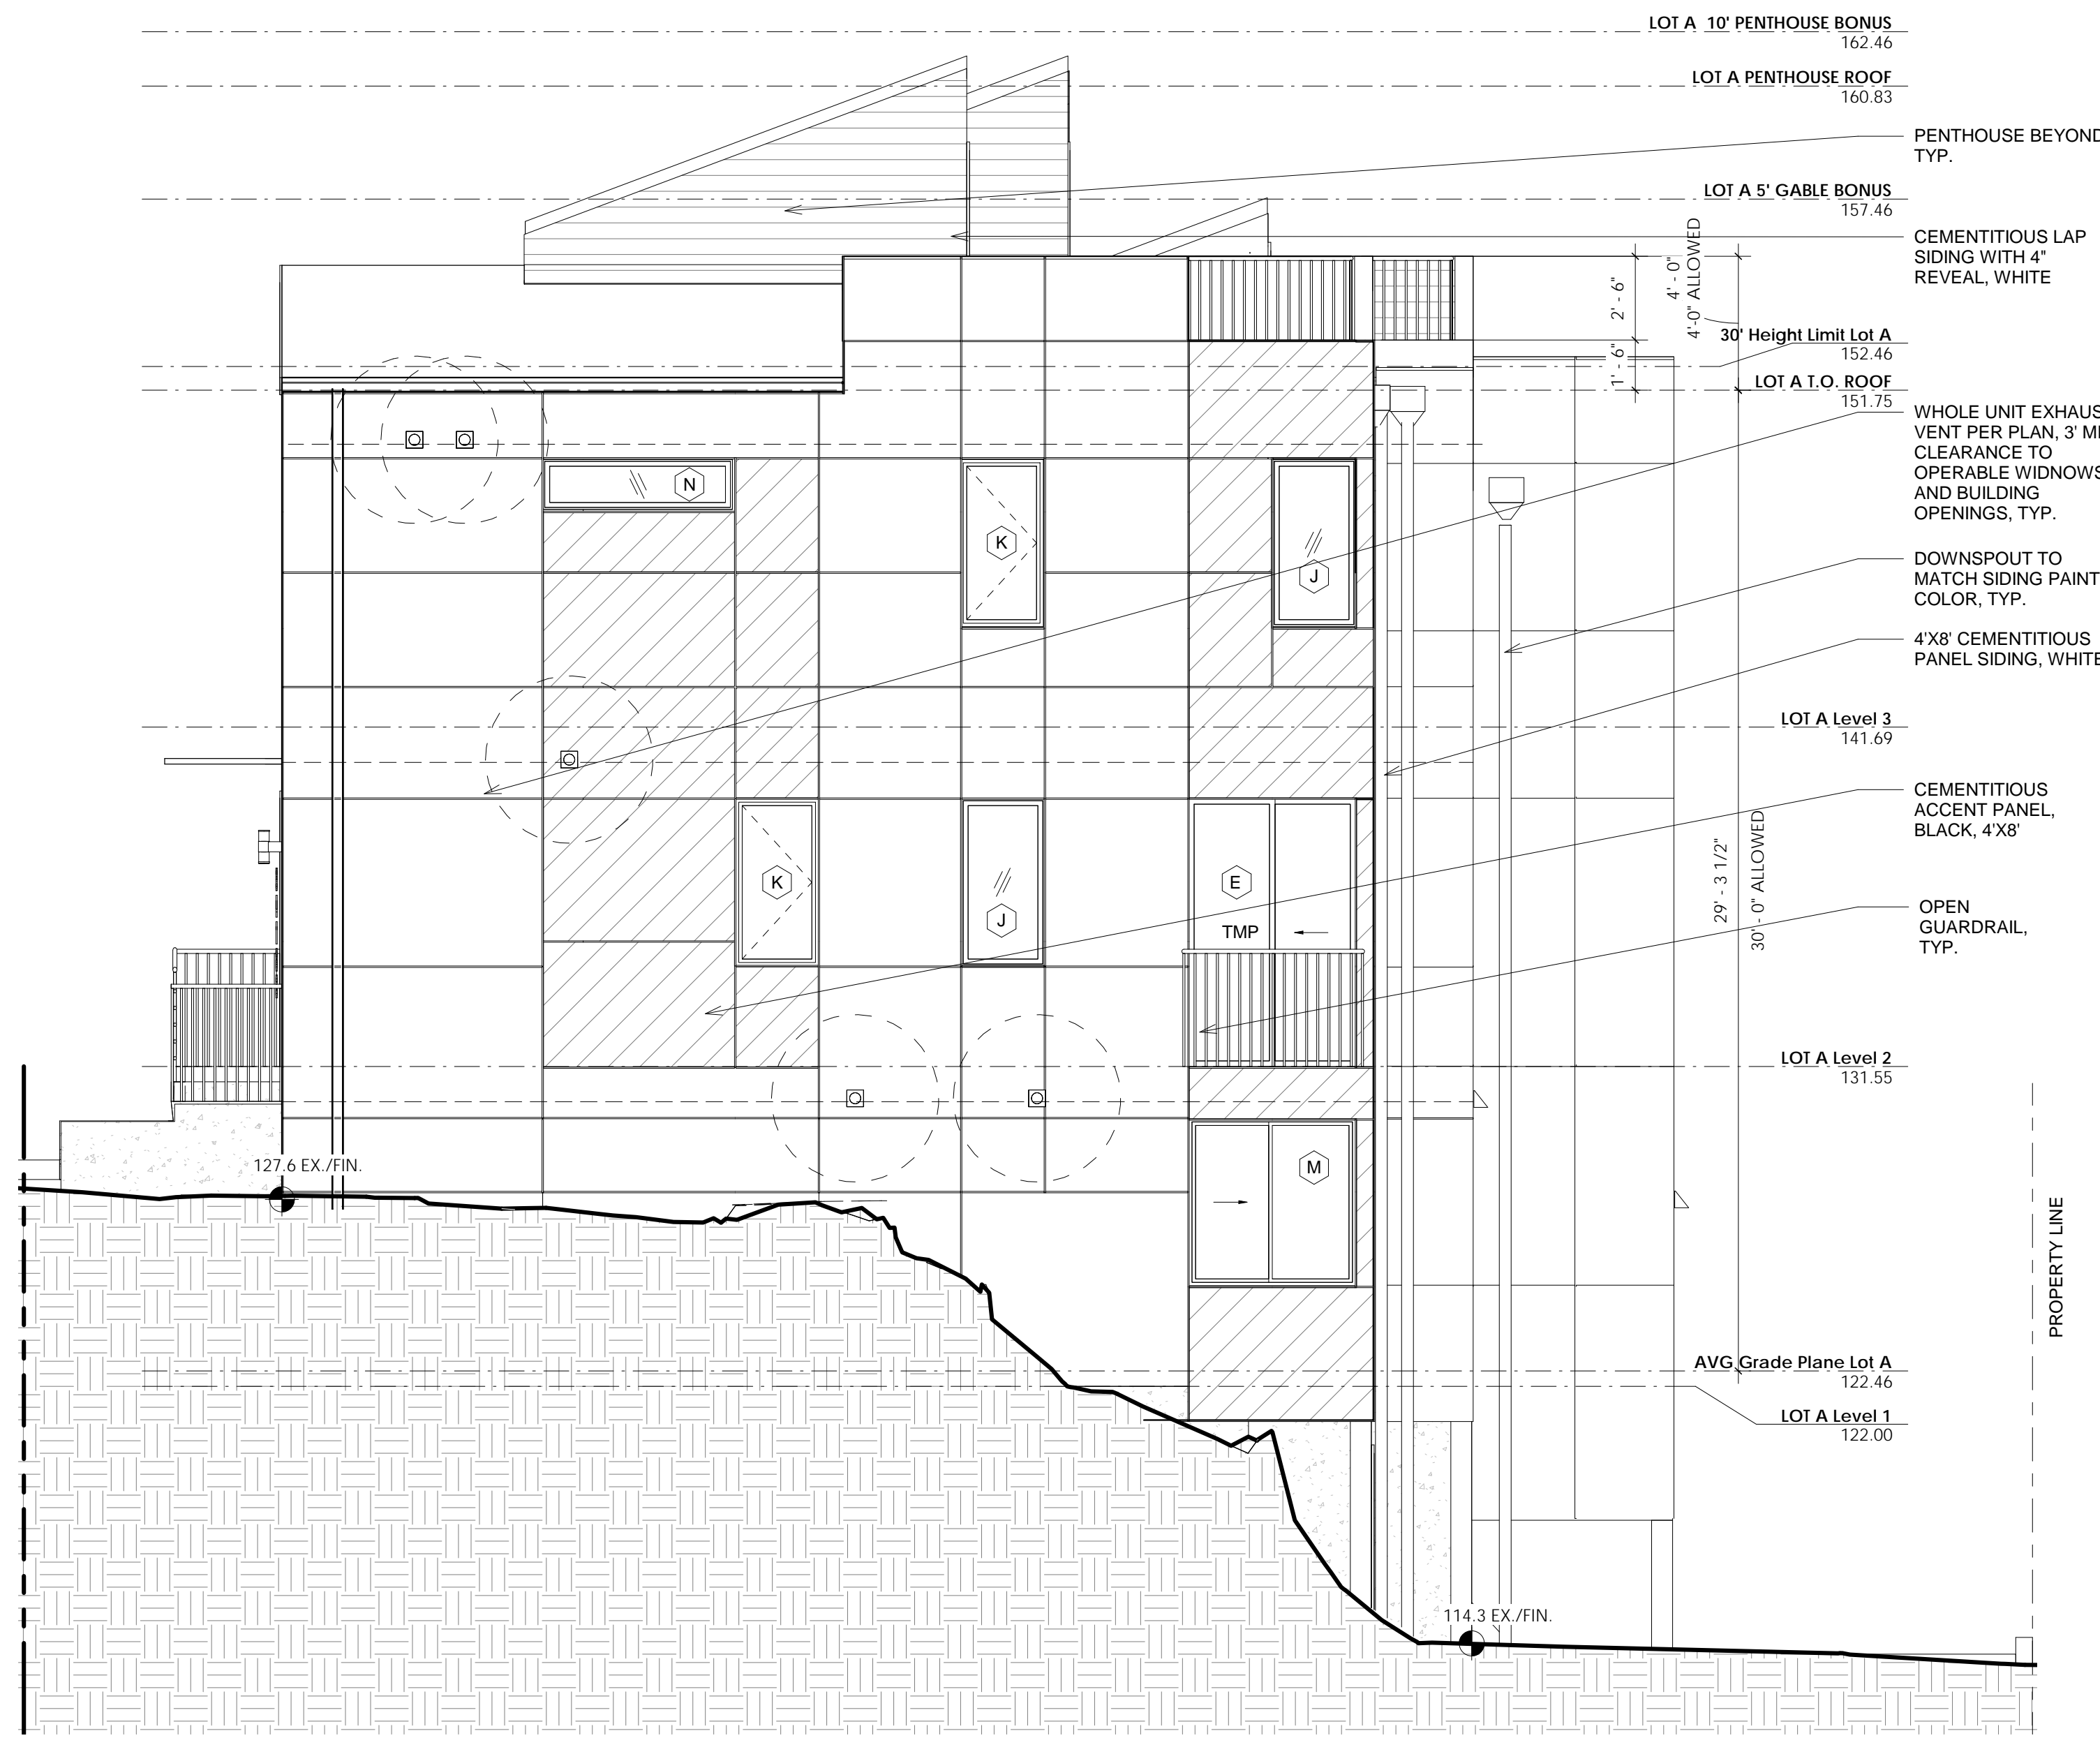 LOT A 10' PENTHOUSE BONUS
162.46
LOT A PENTHOUSE ROOF
160.83
PENTHOUSE BEYOND
TYP.
LOT A 5' GABLE BONUS
157.46
CEMENTITIOUS LAP
SIDING WITH 4"
REVEAL, WHITE
2' - 6"
4' - 0"
4'-0" ALLOWED
1' - 6"
30' Height Limit Lot A
152.46
LOT A T.O. ROOF
151.75
WHOLE UNIT EXHAUS
VENT PER PLAN, 3' M
CLEARANCE TO
OPERABLE WIDNOWS
AND BUILDING
OPENINGS, TYP.
N
K
J
DOWNSPOUT TO
MATCH SIDING PAINT
COLOR, TYP.
4'X8' CEMENTITIOUS
PANEL SIDING, WHITE
LOT A Level 3
141.69
CEMENTITIOUS
ACCENT PANEL,
BLACK, 4'X8'
29' - 3 1/2"
30' - 0" ALLOWED
K
J
E
TMP
OPEN
GUARDRAIL,
TYP.
LOT A Level 2
131.55
127.6 EX./FIN.
M
PROPERTY LINE
AVG Grade Plane Lot A
122.46
LOT A Level 1
122.00
114.3 EX./FIN.